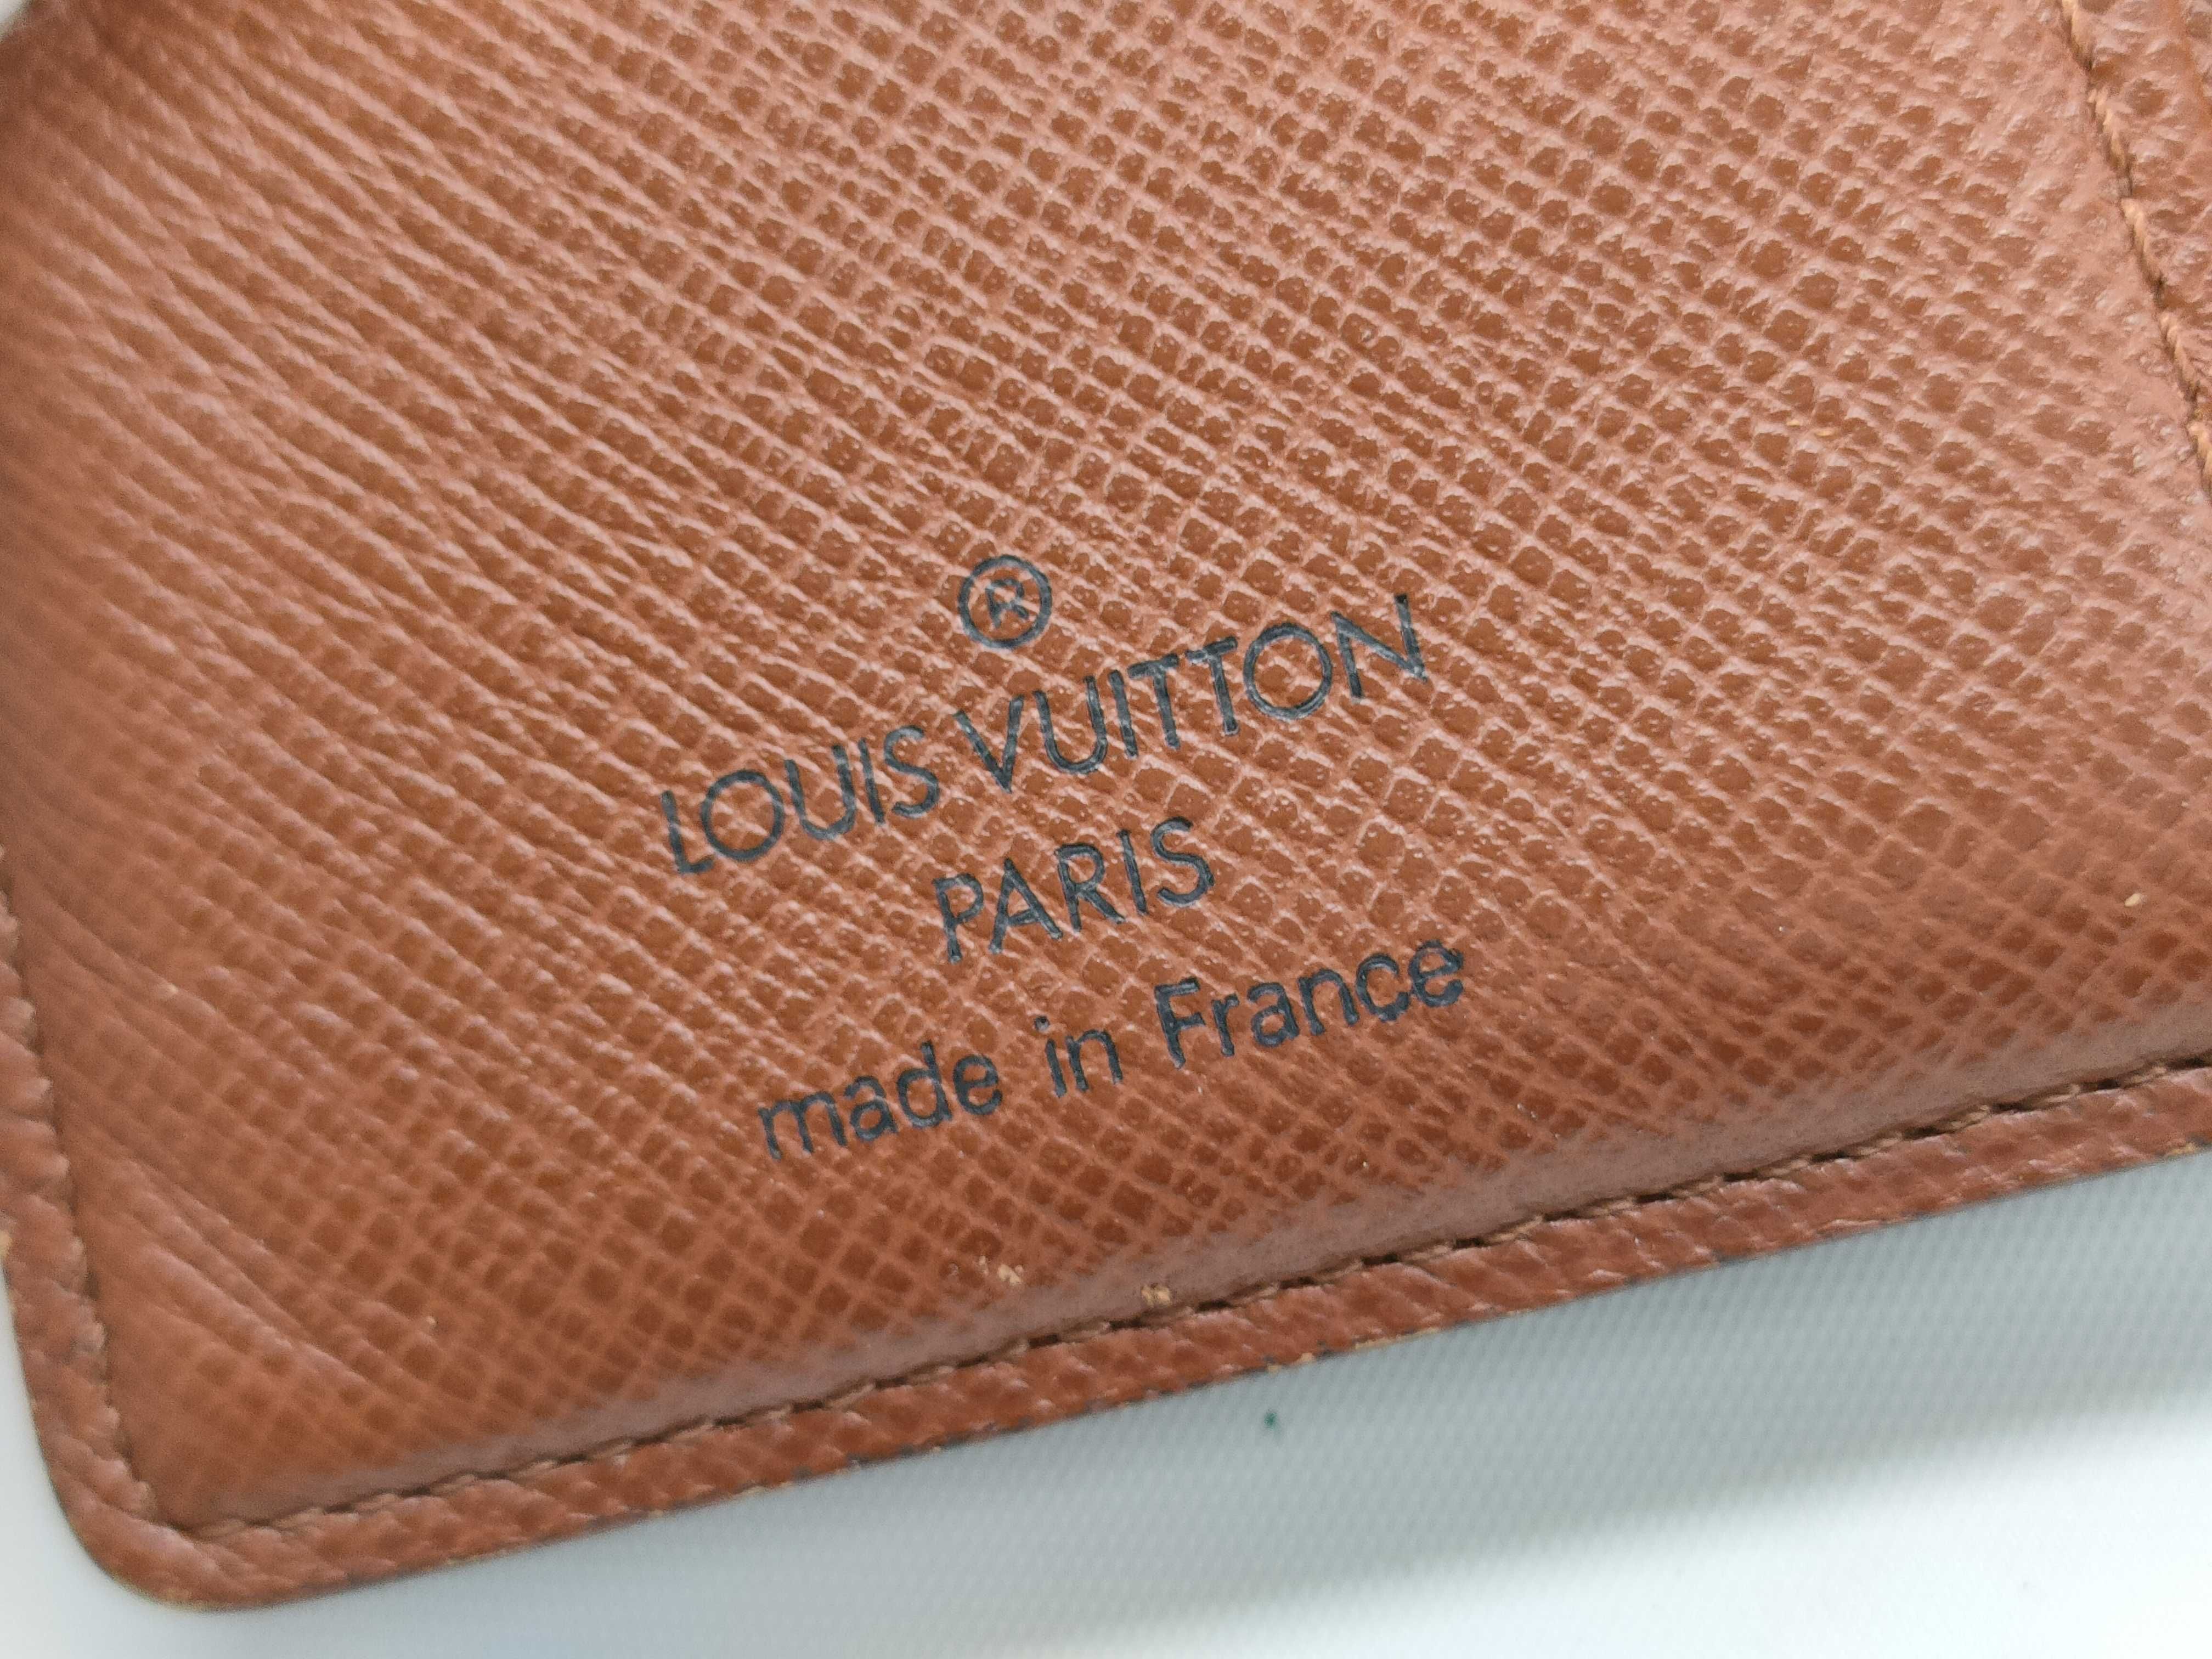 ®
LOUIS VUITTON
PARIS
made in France